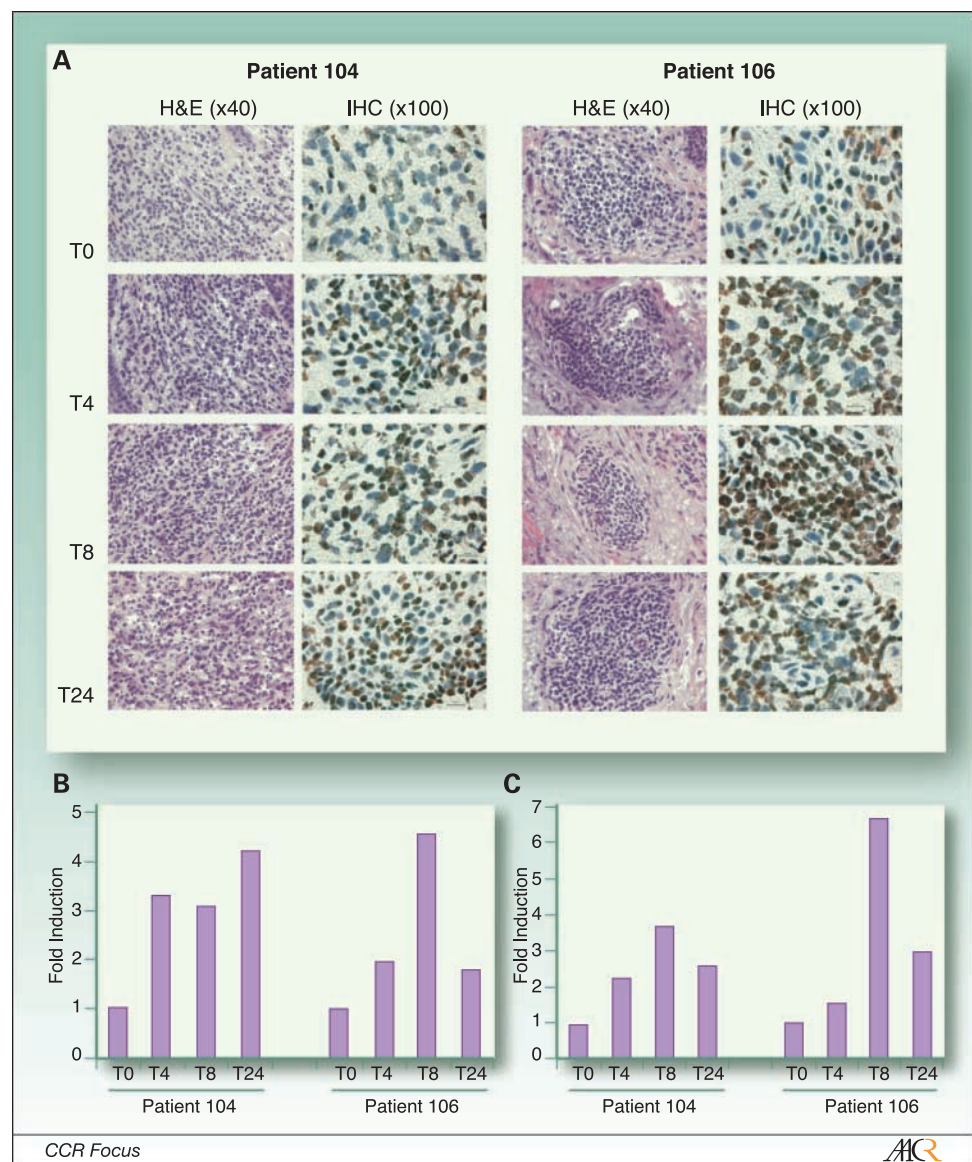 A
Patient 104 Patient 106
H&E (x40) IHC (x100) H&E (x40) IHC (x100)
T0
T4
T8
T24
B
5
4
3
2
1
0
Fold Induction
T0 T4 T8 T24 T0 T4 T8 T24
Patient 104 Patient 106
C
7
6
5
4
3
2
1
0
Fold Induction
T0 T4 T8 T24 T0 T4 T8 T24
Patient 104 Patient 106
CCR Focus
AACR